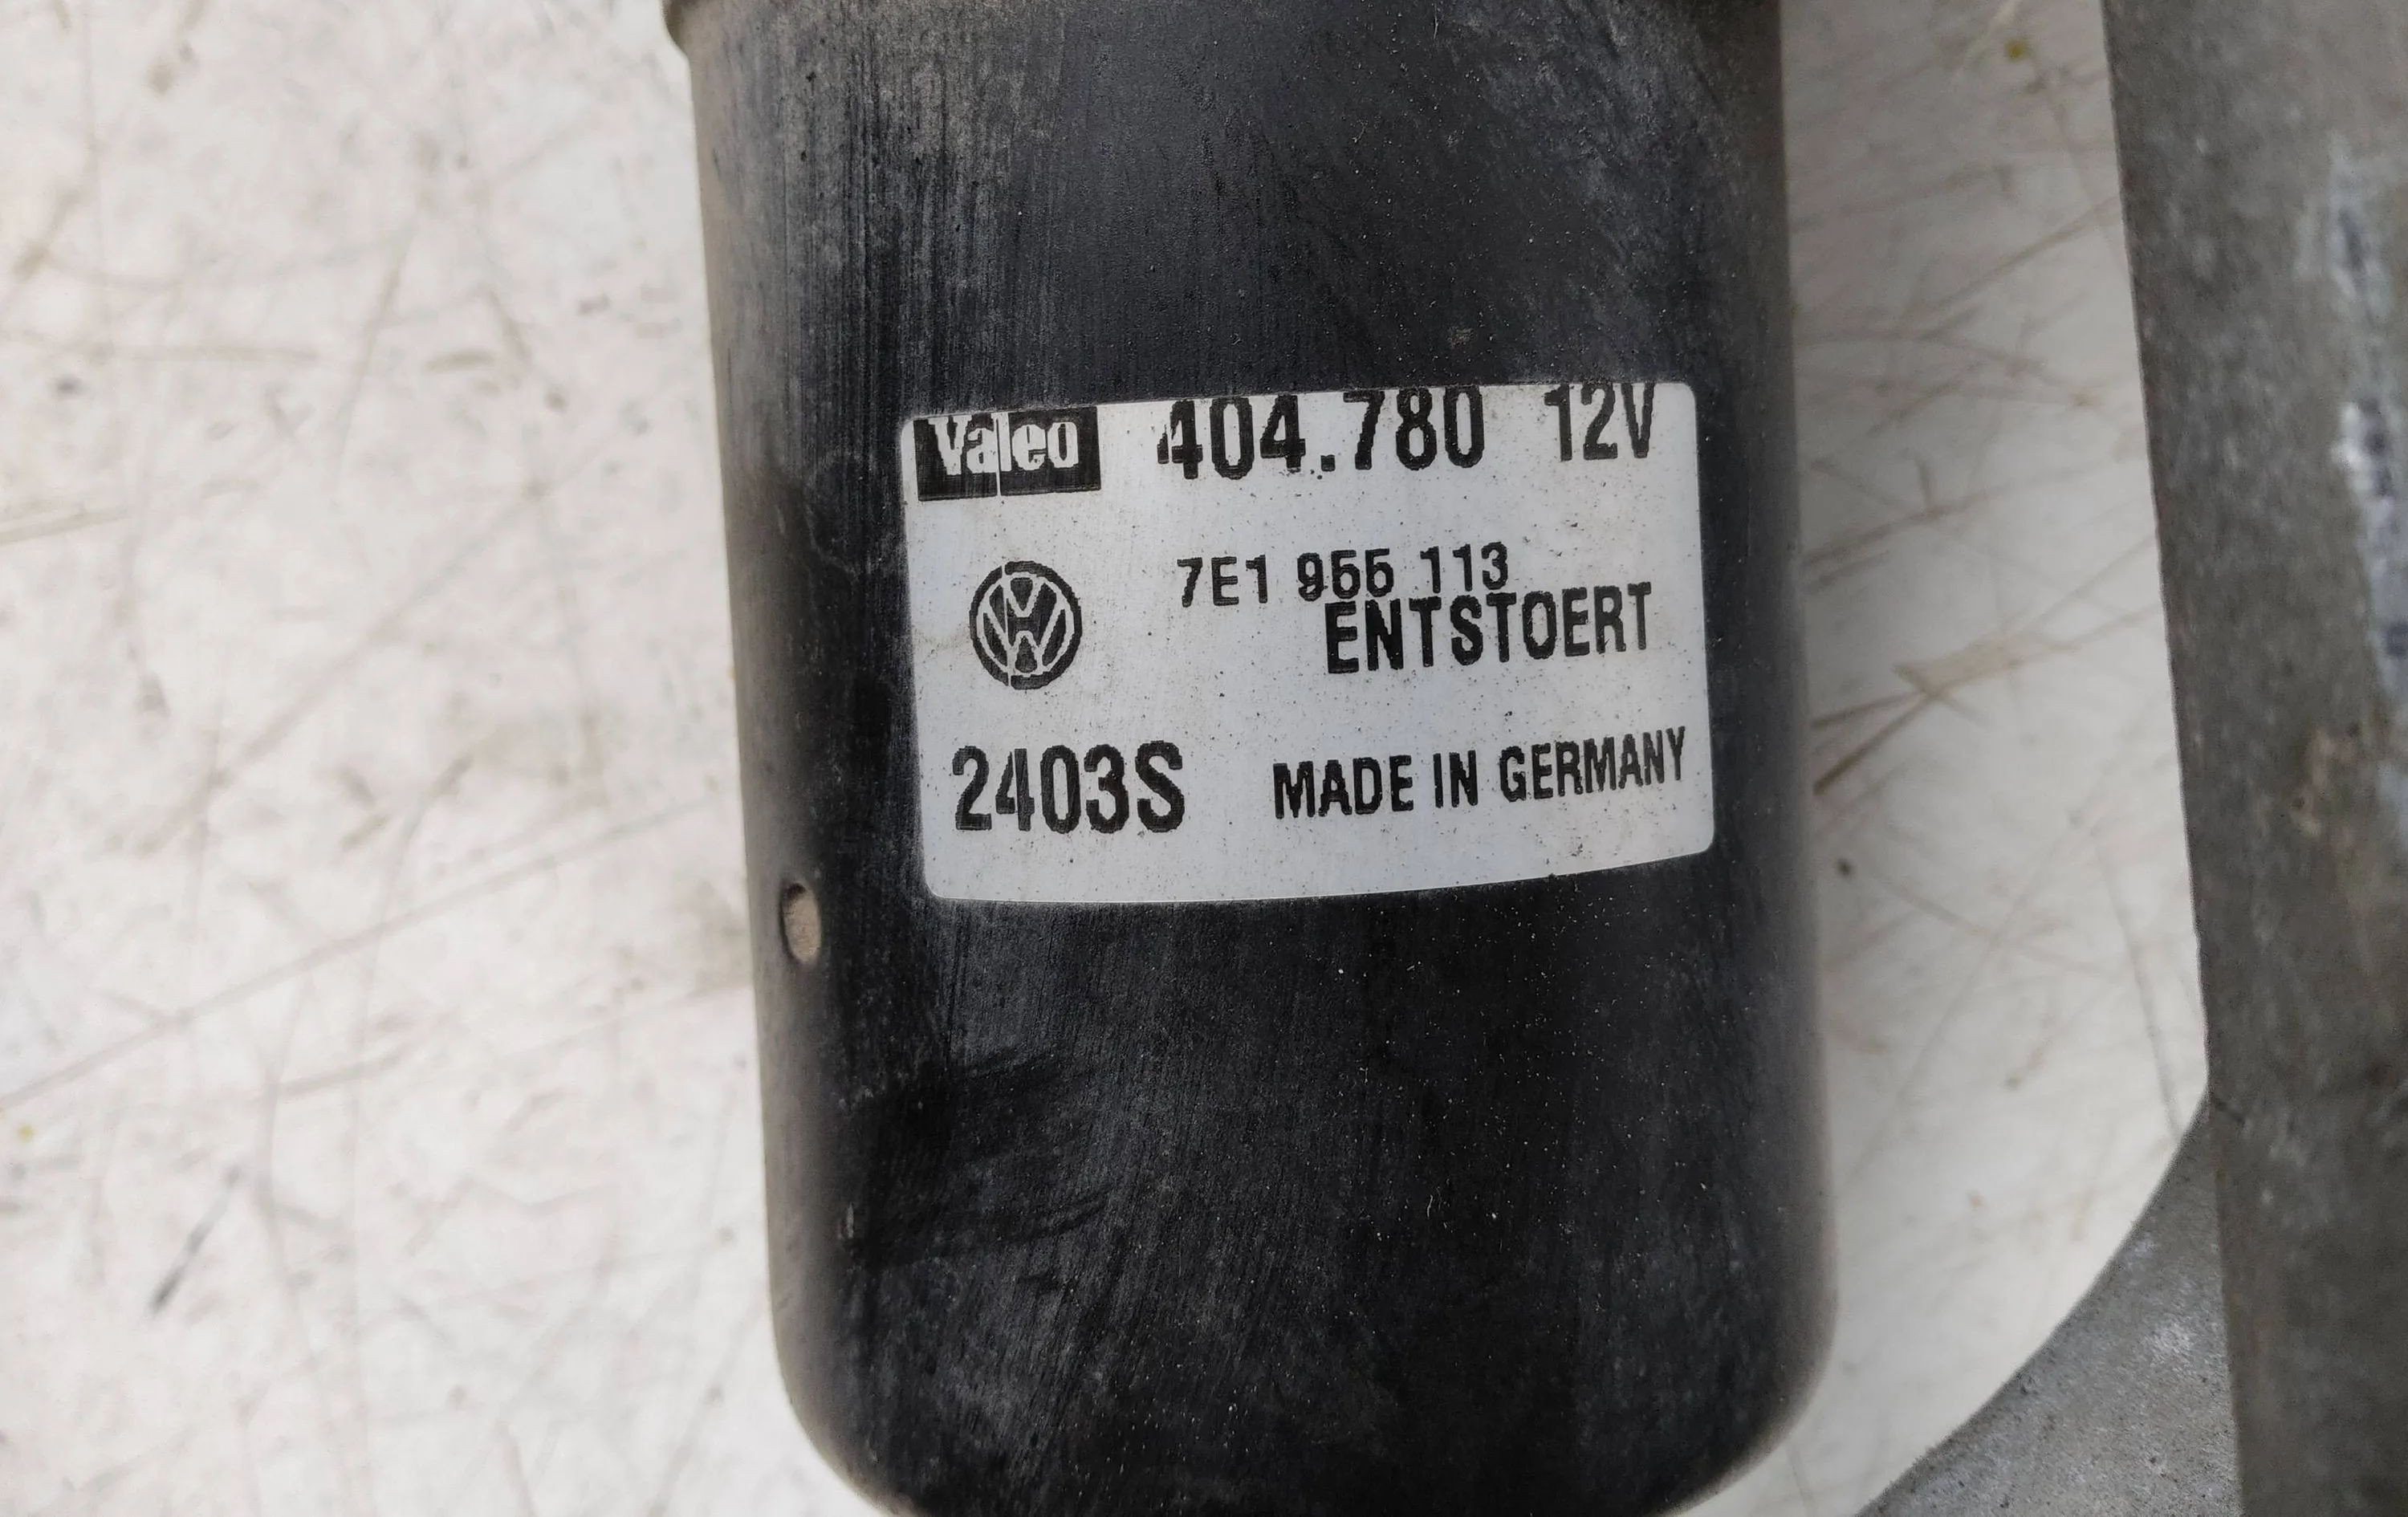 Valeo 404.780 12V
7E1 955 113
ENTSTOERT
2403S MADE IN GERMANY